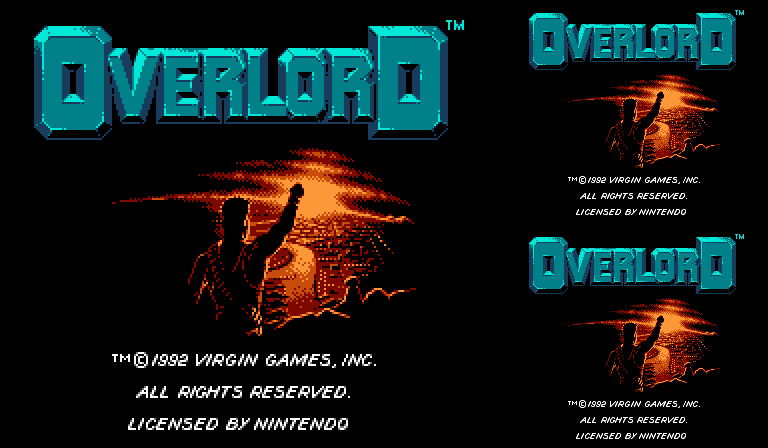 OVERLORD™
™©1992 VIRGIN GAMES, INC.
ALL RIGHTS RESERVED.
LICENSED BY NINTENDO
OVERLORD™
™©1992 VIRGIN GAMES, INC.
ALL RIGHTS RESERVED.
LICENSED BY NINTENDO
OVERLORD™
™©1992 VIRGIN GAMES, INC.
ALL RIGHTS RESERVED.
LICENSED BY NINTENDO